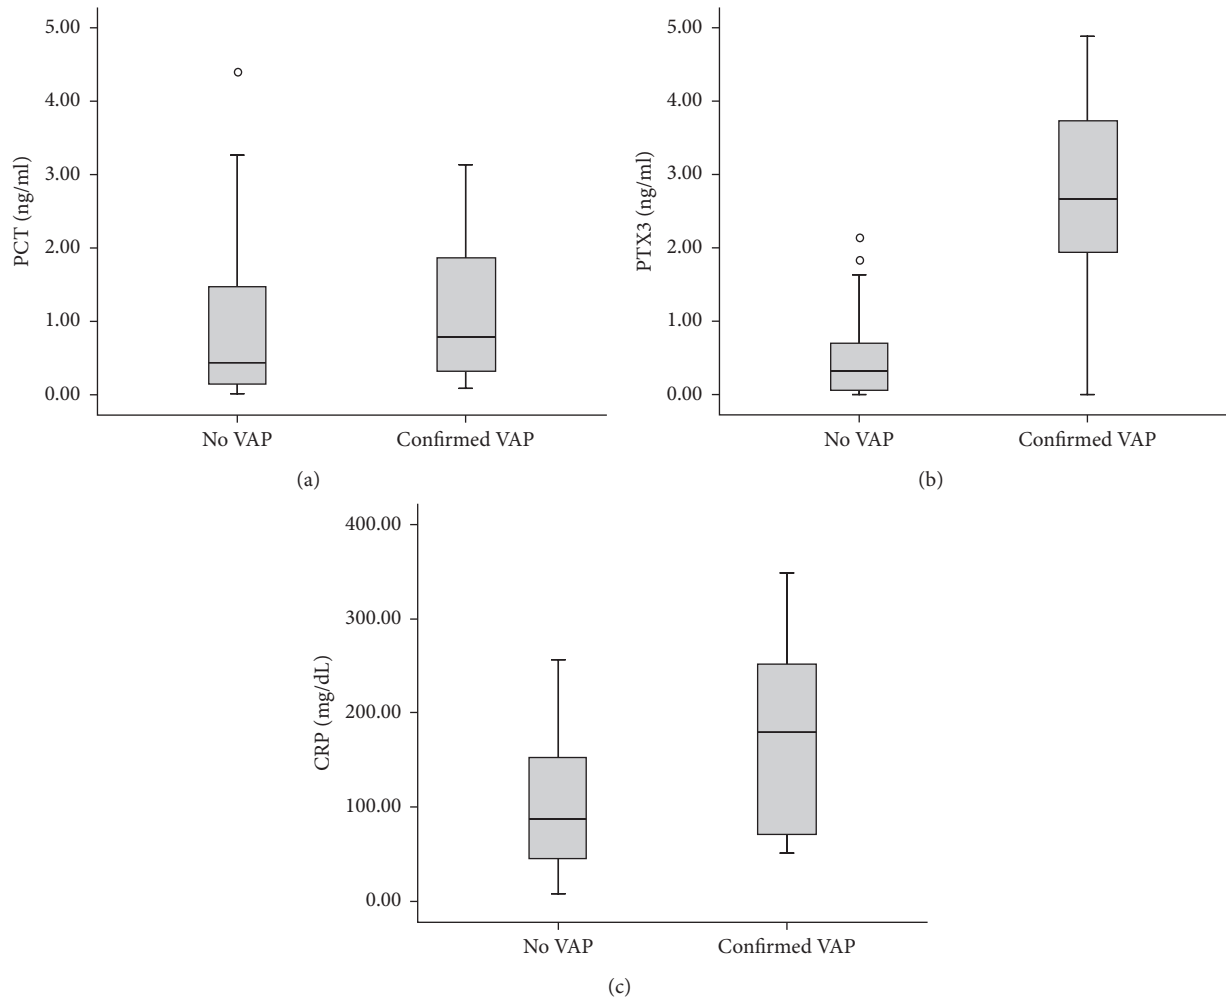 5.00
4.00
3.00
2.00
1.00
0.00
PCT (ng/ml)
No VAP
Confirmed VAP
(a)
5.00
4.00
3.00
2.00
1.00
0.00
PTX3 (ng/ml)
No VAP
Confirmed VAP
(b)
400.00
300.00
200.00
100.00
0.00
CRP (mg/dL)
No VAP
Confirmed VAP
(c)